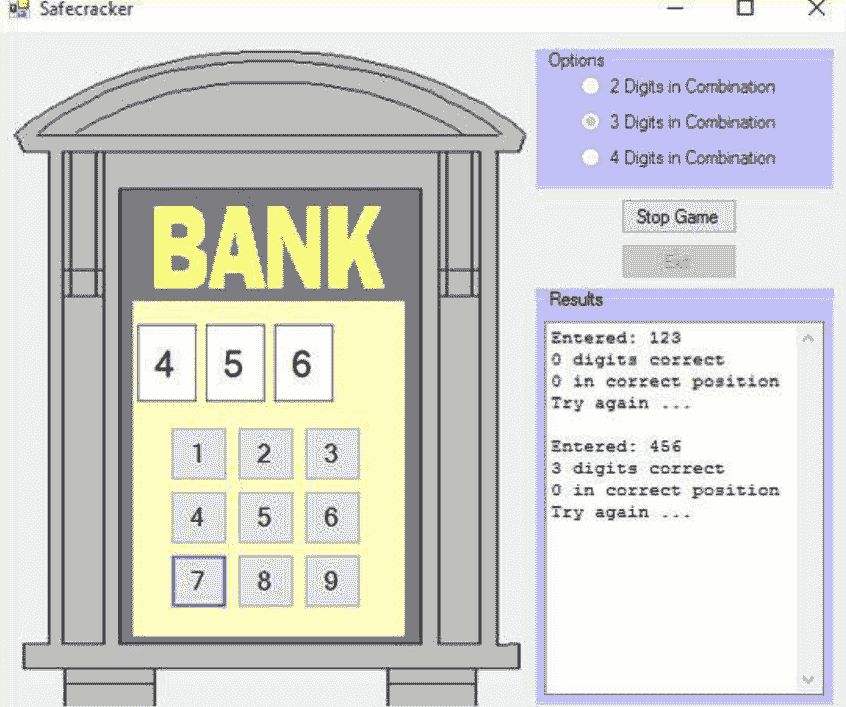 Safecracker
Options
2 Digits in Combination
3 Digits in Combination
4 Digits in Combination
Stop Game
Exit
BANK
4 5 6
1 2 3
4 5 6
7 8 9
Results
Entered: 123
0 digits correct
0 in correct position
Try again ...
Entered: 456
3 digits correct
0 in correct position
Try again ...